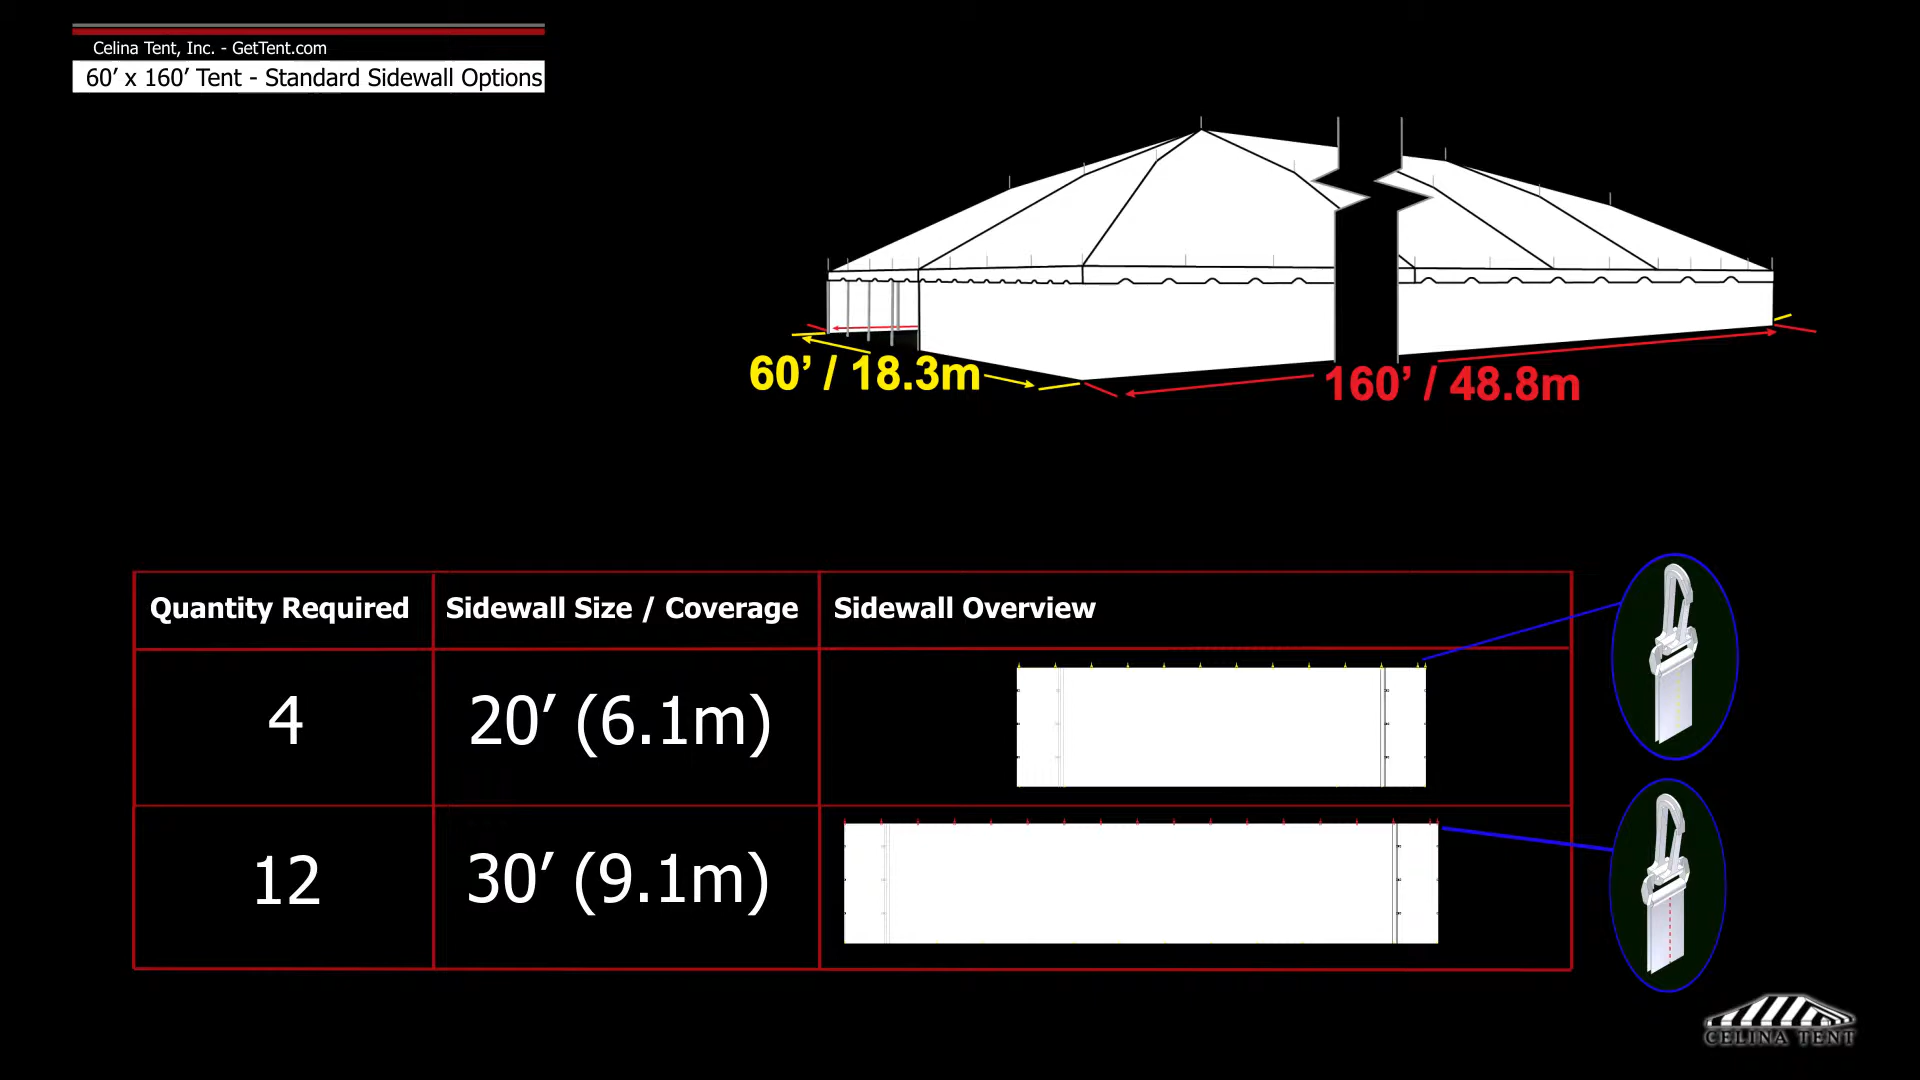 Celina Tent, Inc. - GetTent.com
60’ x 160’ Tent - Standard Sidewall Options
60’ / 18.3m
160’ / 48.8m
Quantity Required Sidewall Size / Coverage Sidewall Overview
4 20’ (6.1m)
12 30’ (9.1m)
CELINA TENT